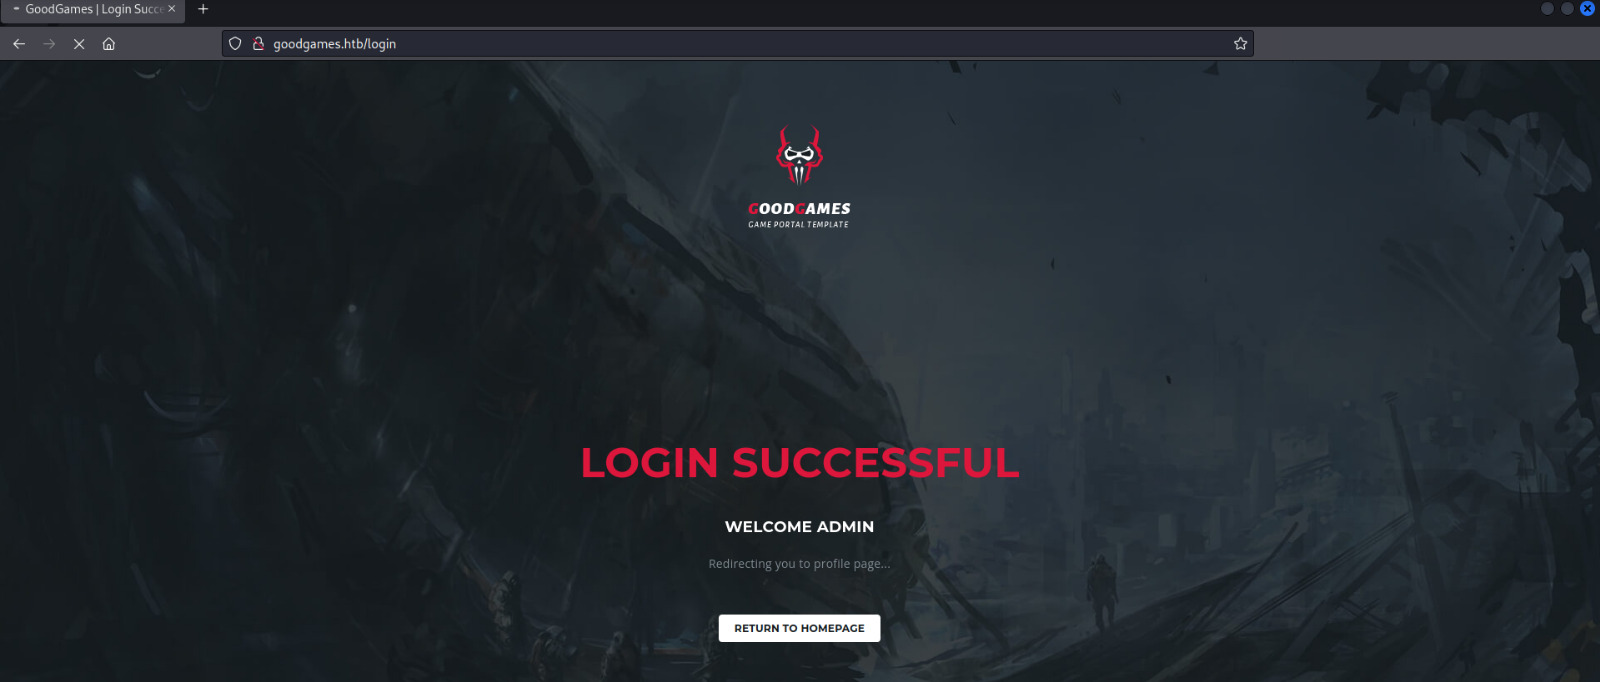 GoodGames | Login Succe
goodgames.htb/login
GOODGAMES
GAME PORTAL TEMPLATE
LOGIN SUCCESSFUL
WELCOME ADMIN
Redirecting you to profile page...
RETURN TO HOMEPAGE